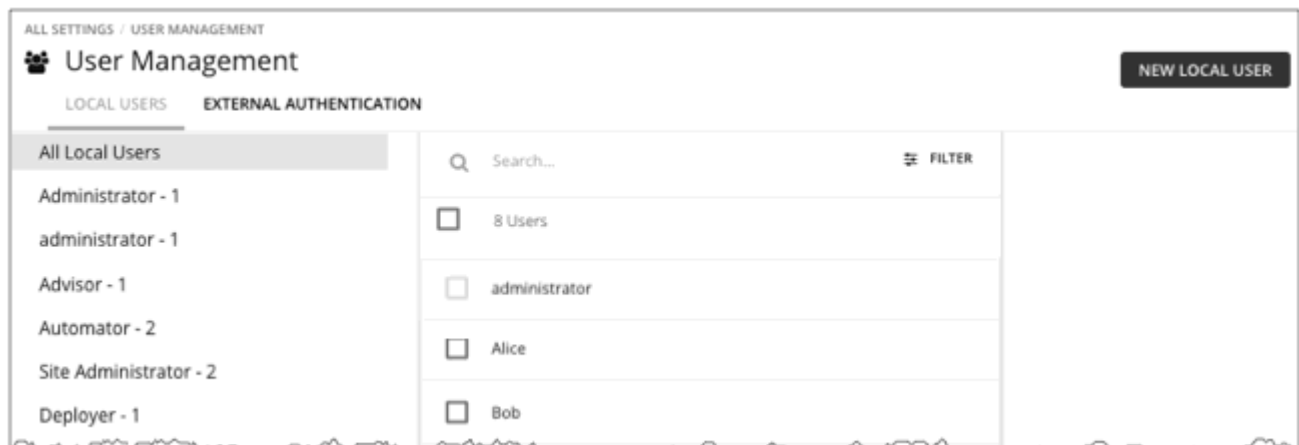 ALL SETTINGS / USER MANAGEMENT
User Management
NEW LOCAL USER
LOCAL USERS EXTERNAL AUTHENTICATION
All Local Users
Administrator - 1
administrator - 1
Advisor - 1
Automator - 2
Site Administrator - 2
Deployer - 1
Search...
FILTER
8 Users
administrator
Alice
Bob